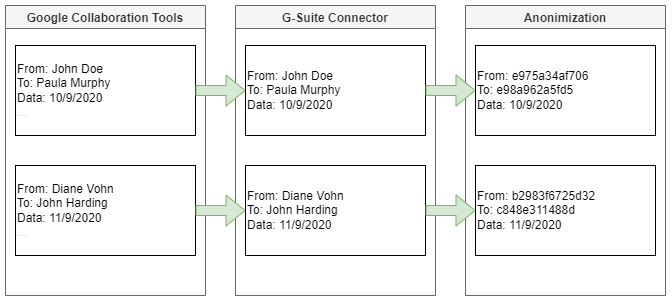 Google Collaboration Tools
From: John Doe
To: Paula Murphy
Data: 10/9/2020
....
From: Diane Vohn
To: John Harding
Data: 11/9/2020
....
G-Suite Connector
From: John Doe
To: Paula Murphy
Data: 10/9/2020
From: Diane Vohn
To: John Harding
Data: 11/9/2020
Anonimization
From: e975a34af706
To: e98a962a5fd5
Data: 10/9/2020
From: b2983f6725d32
To: c848e311488d
Data: 11/9/2020